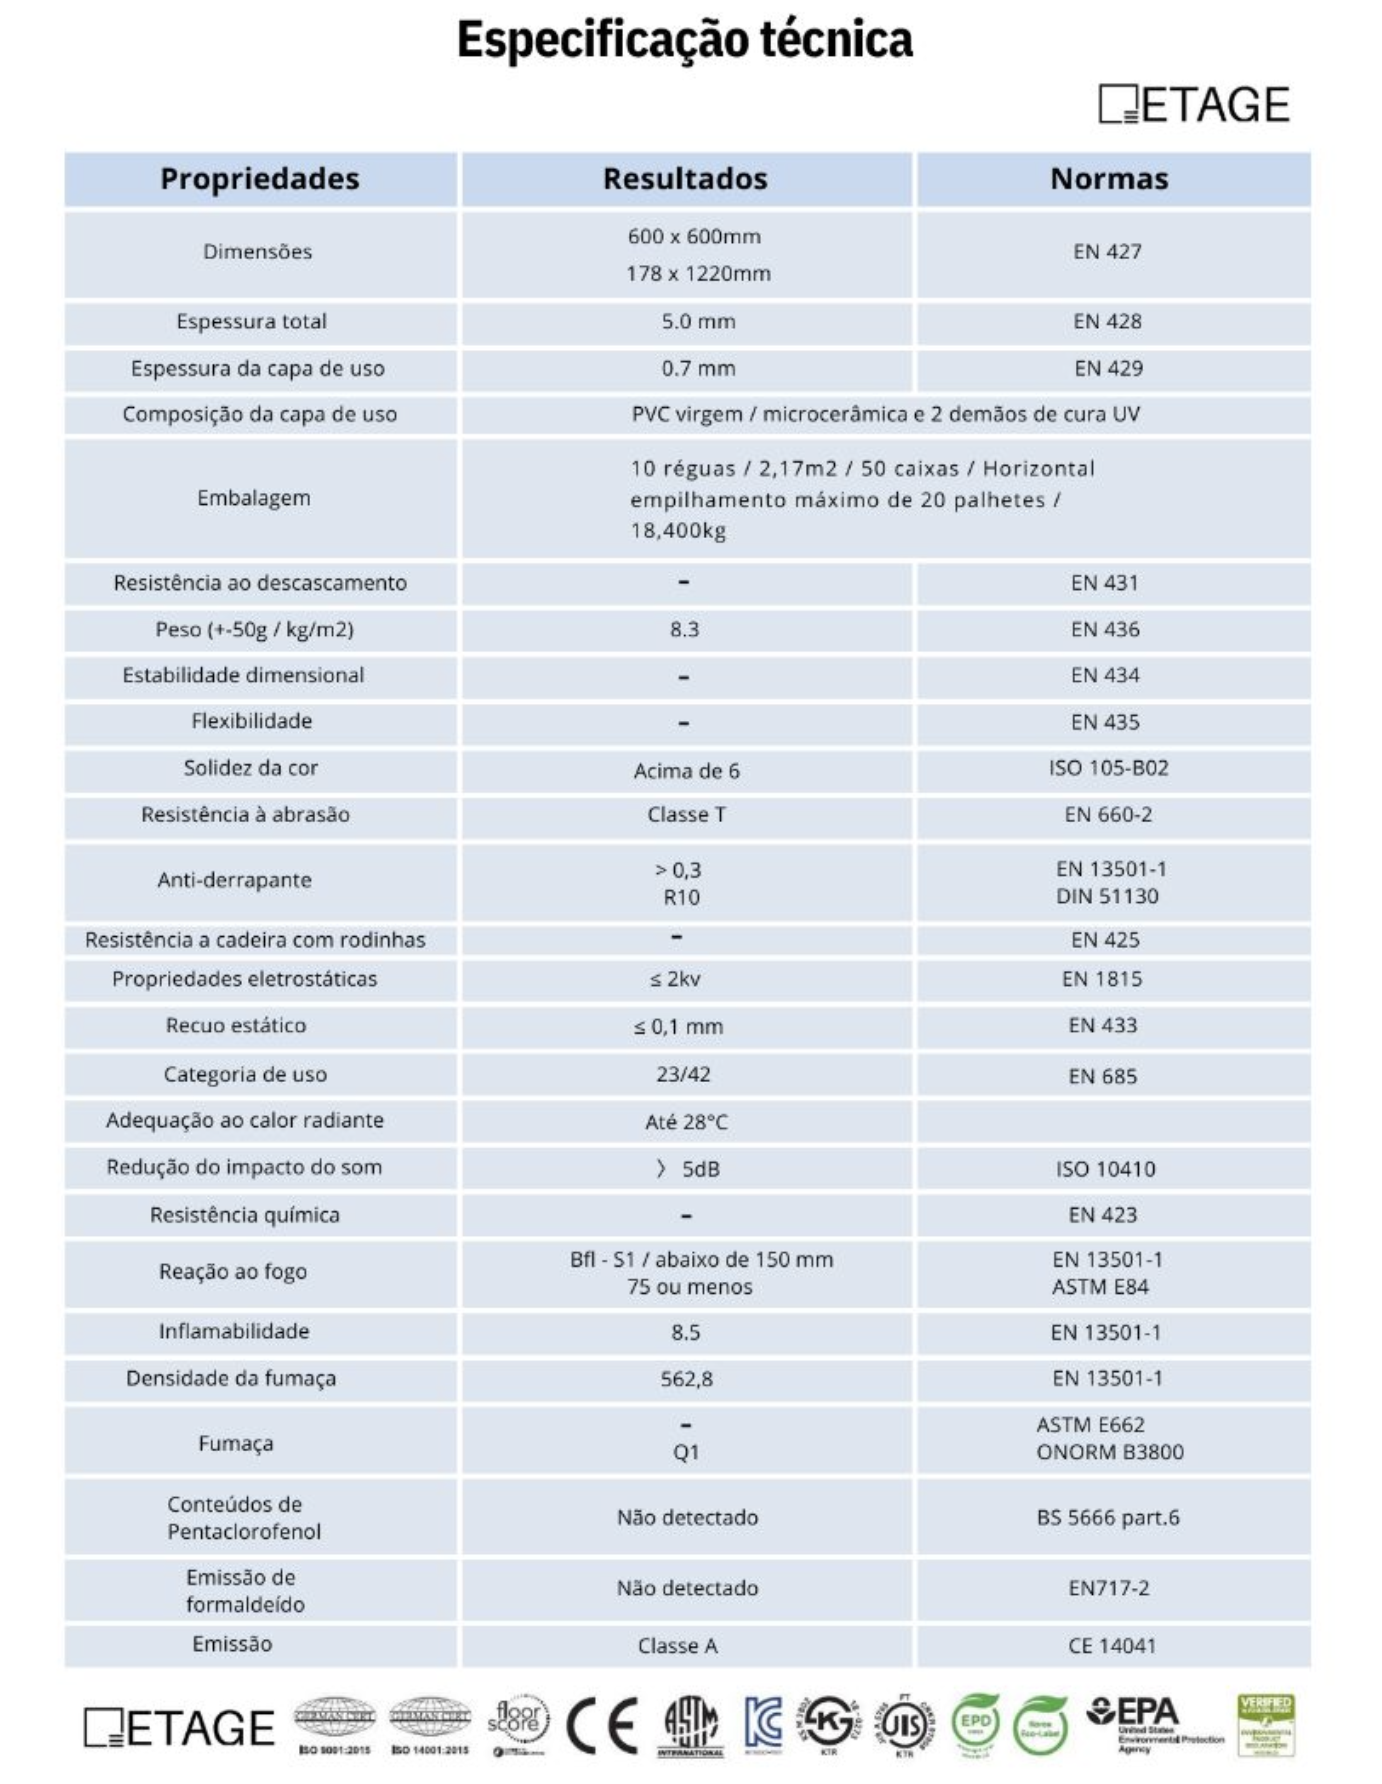 Especificação técnica
ETAGE
Propriedades Resultados Normas
Dimensões 600 x 600mm EN 427
178 x 1220mm
Espessura total 5.0 mm EN 428
Espessura da capa de uso 0.7 mm EN 429
Composição da capa de uso PVC virgem / microcerâmica e 2 demãos de cura UV
Embalagem 10 réguas / 2,17m2 / 50 caixas / Horizontal
empilhamento máximo de 20 palhetes /
18,400kg
Resistência ao descascamento - EN 431
Peso (+-50g / kg/m2) 8.3 EN 436
Estabilidade dimensional - EN 434
Flexibilidade - EN 435
Solidez da cor Acima de 6 ISO 105-B02
Resistência à abrasão Classe T EN 660-2
Anti-derrapante > 0,3 EN 13501-1
R10 DIN 51130
Resistência a cadeira com rodinhas - EN 425
Propriedades eletrostáticas ≤ 2kv EN 1815
Recuo estático ≤ 0,1 mm EN 433
Categoria de uso 23/42 EN 685
Adequação ao calor radiante Até 28°C
Redução do impacto do som 〉 5dB ISO 10410
Resistência química - EN 423
Reação ao fogo Bfl - S1 / abaixo de 150 mm EN 13501-1
75 ou menos ASTM E84
Inflamabilidade 8.5 EN 13501-1
Densidade da fumaça 562,8 EN 13501-1
Fumaça - ASTM E662
Q1 ONORM B3800
Conteúdos de
Pentaclorofenol Não detectado BS 5666 part.6
Emissão de
formaldeído Não detectado EN717-2
Emissão Classe A CE 14041
ETAGE
GERMAN CERT
ISO 9001:2015
GERMAN CERT
ISO 14001:2015
floor
score
CE
ASTM
INTERNATIONAL
KC
KTR
JIS
KTR
EPD
Korea
Eco-Label
EPA
United States
Environmental Protection
Agency
VERIFIED
ENVIRONMENTAL
PRODUCT
DECLARATION